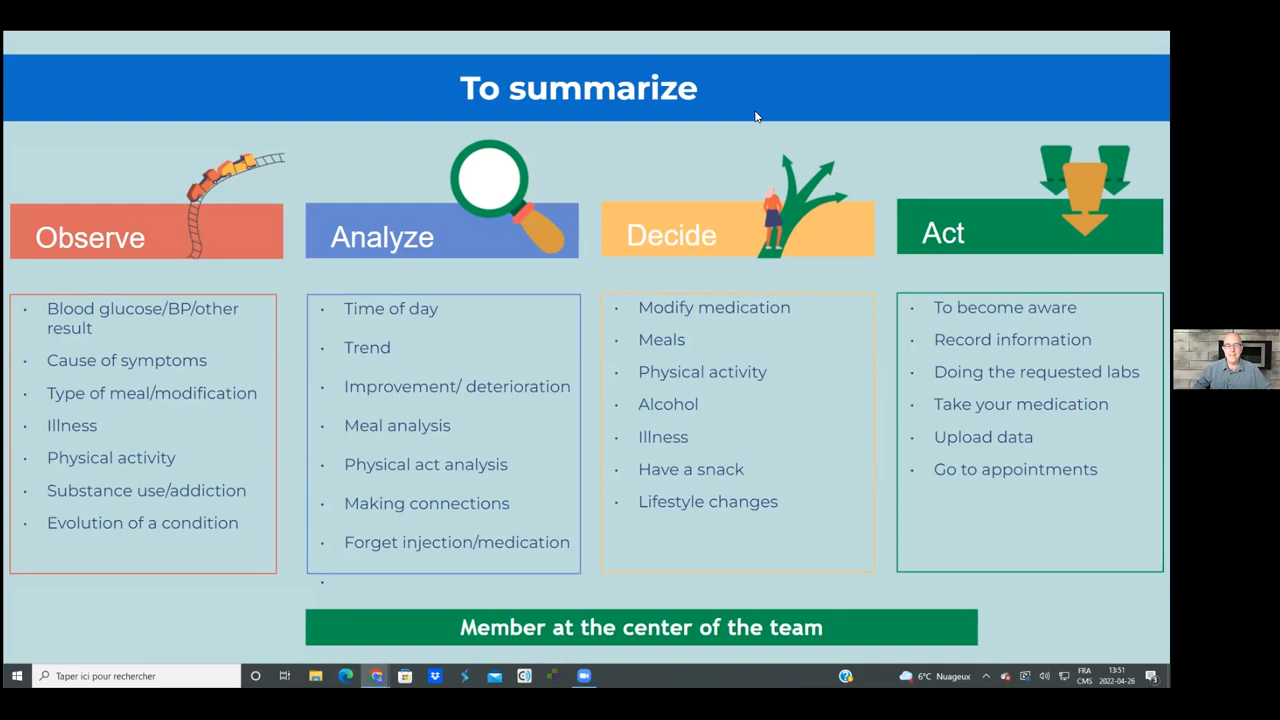 To summarize
Observe
Analyze
Decide
Act
Blood glucose/BP/other
result
Cause of symptoms
Type of meal/modification
Illness
Physical activity
Substance use/addiction
Evolution of a condition
Time of day
Trend
Improvement/ deterioration
Meal analysis
Physical act analysis
Making connections
Forget injection/medication
Modify medication
Meals
Physical activity
Alcohol
Illness
Have a snack
Lifestyle changes
To become aware
Record information
Doing the requested labs
Take your medication
Upload data
Go to appointments
Member at the center of the team
Taper ici pour rechercher
6°C Nuageux
FRA
CMS
13:51
2022-04-26